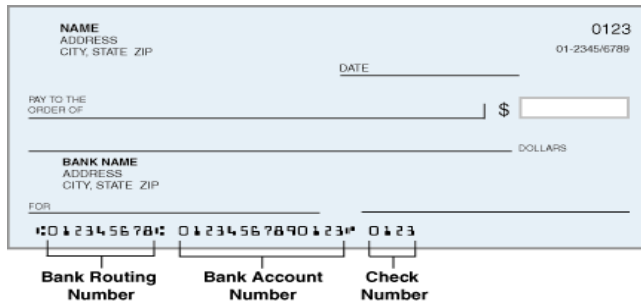 NAME
ADDRESS
CITY, STATE ZIP
0123
01-2345/6789
DATE
PAY TO THE
ORDER OF
$
DOLLARS
BANK NAME
ADDRESS
CITY, STATE ZIP
FOR
⑆012345678⑆ 01234567890123⑈ 0123
Bank Routing Number
Bank Account Number
Check Number